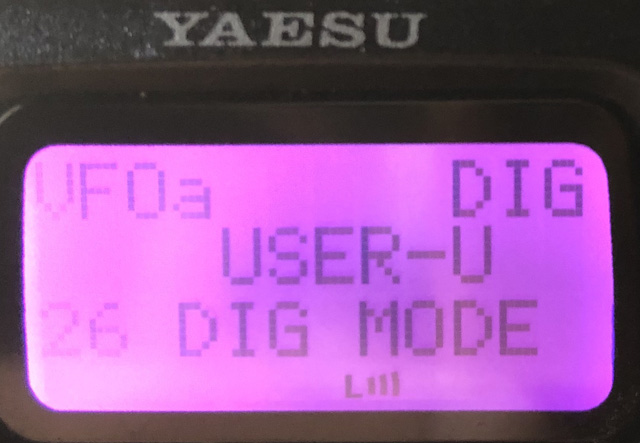 YAESU
VFOa DIG
USER-U
26 DIG MODE
L